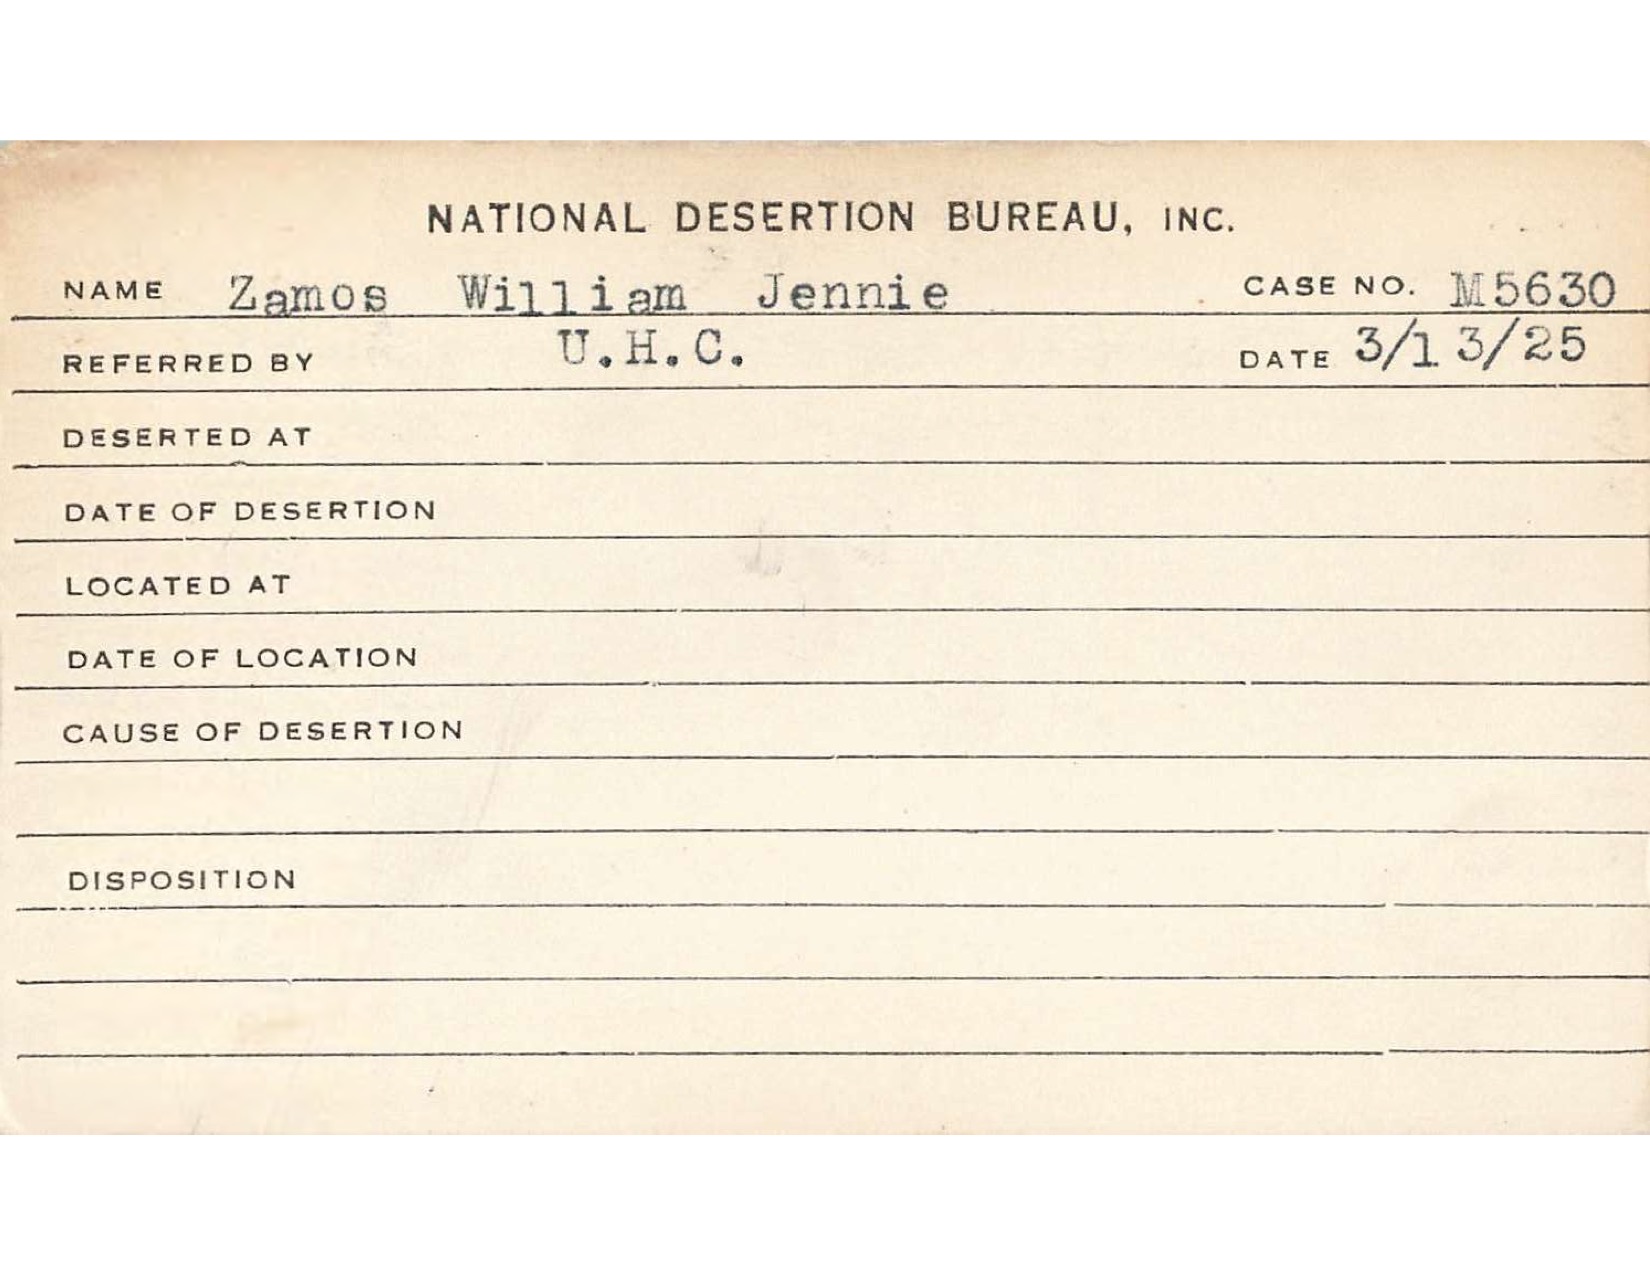 NATIONAL DESERTION BUREAU, INC.
NAME Zamos William Jennie CASE NO. M5630
REFERRED BY U.H.C. DATE 3/13/25
DESERTED AT
DATE OF DESERTION
LOCATED AT
DATE OF LOCATION
CAUSE OF DESERTION
DISPOSITION